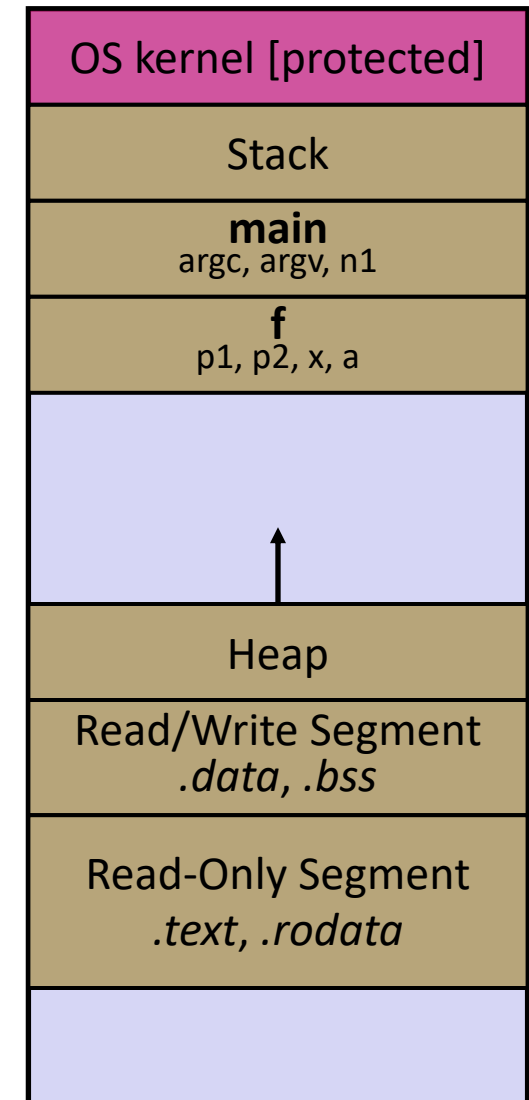 OS kernel [protected]
Stack
main
argc, argv, n1
f
p1, p2, x, a
Heap
Read/Write Segment
.data, .bss
Read-Only Segment
.text, .rodata